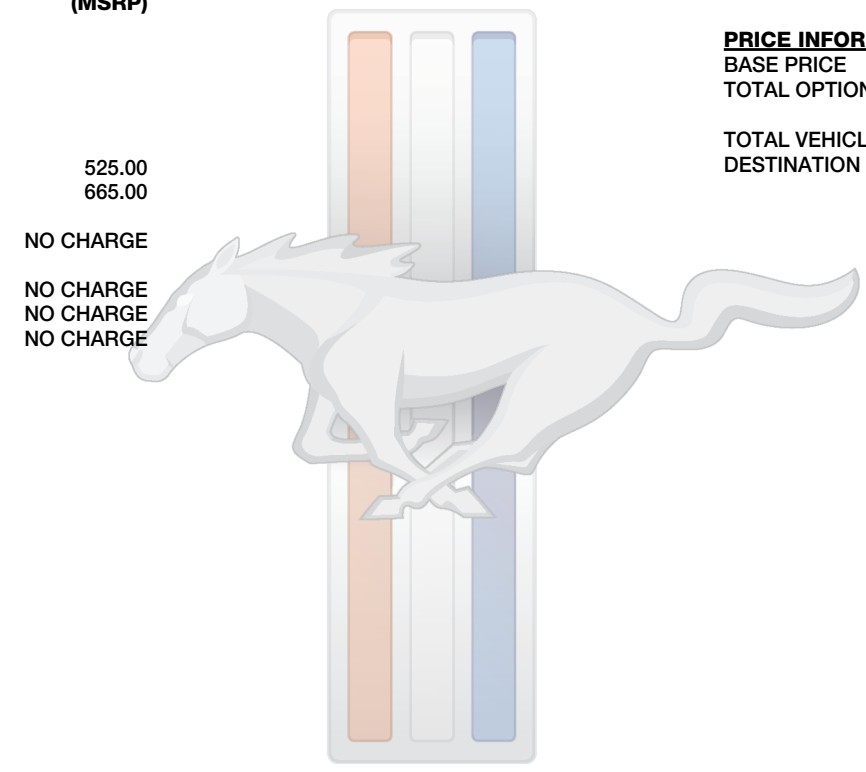 (MSRP)
525.00
665.00
NO CHARGE
NO CHARGE
NO CHARGE
NO CHARGE
PRICE INFOR
BASE PRICE
TOTAL OPTION
TOTAL VEHICL
DESTINATION